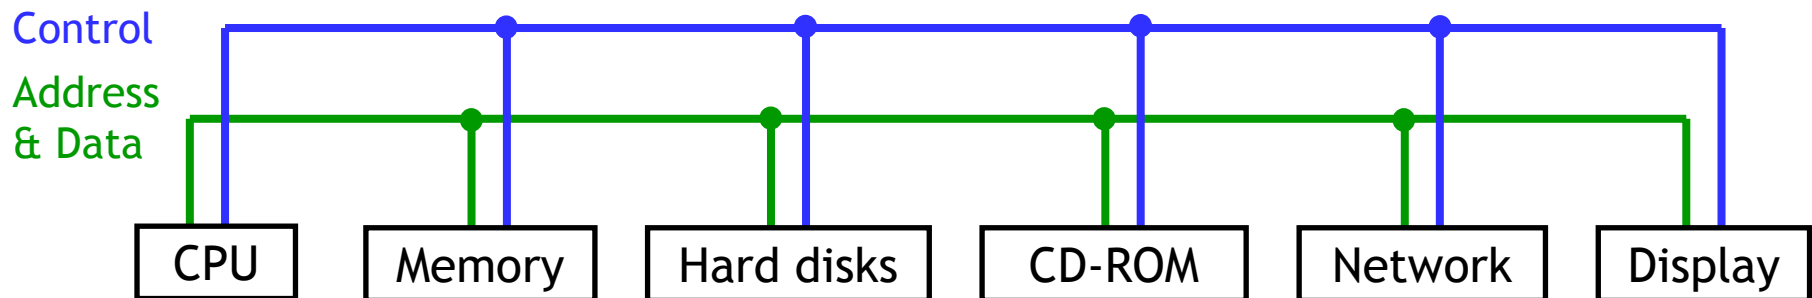 Control
Address
& Data
CPU
Memory
Hard disks
CD-ROM
Network
Display